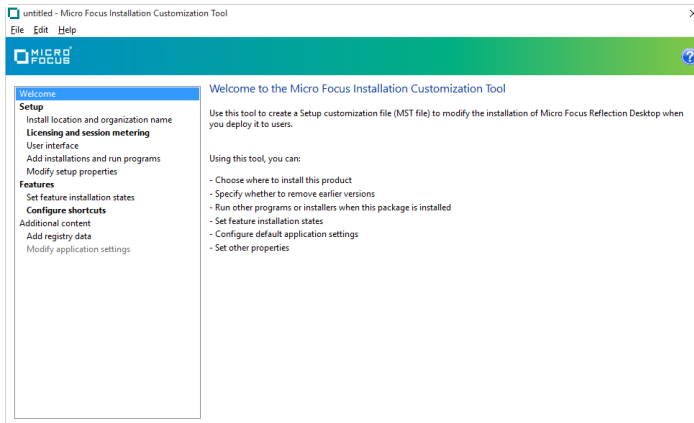 untitled - Micro Focus Installation Customization Tool
File Edit Help
MICRO
FOCUS
Welcome
Setup
Install location and organization name
Licensing and session metering
User interface
Add installations and run programs
Modify setup properties
Features
Set feature installation states
Configure shortcuts
Additional content
Add registry data
Modify application settings
Welcome to the Micro Focus Installation Customization Tool
Use this tool to create a Setup customization file (MST file) to modify the installation of Micro Focus Reflection Desktop when
you deploy it to users.
Using this tool, you can:
- Choose where to install this product
- Specify whether to remove earlier versions
- Run other programs or installers when this package is installed
- Set feature installation states
- Configure default application settings
- Set other properties